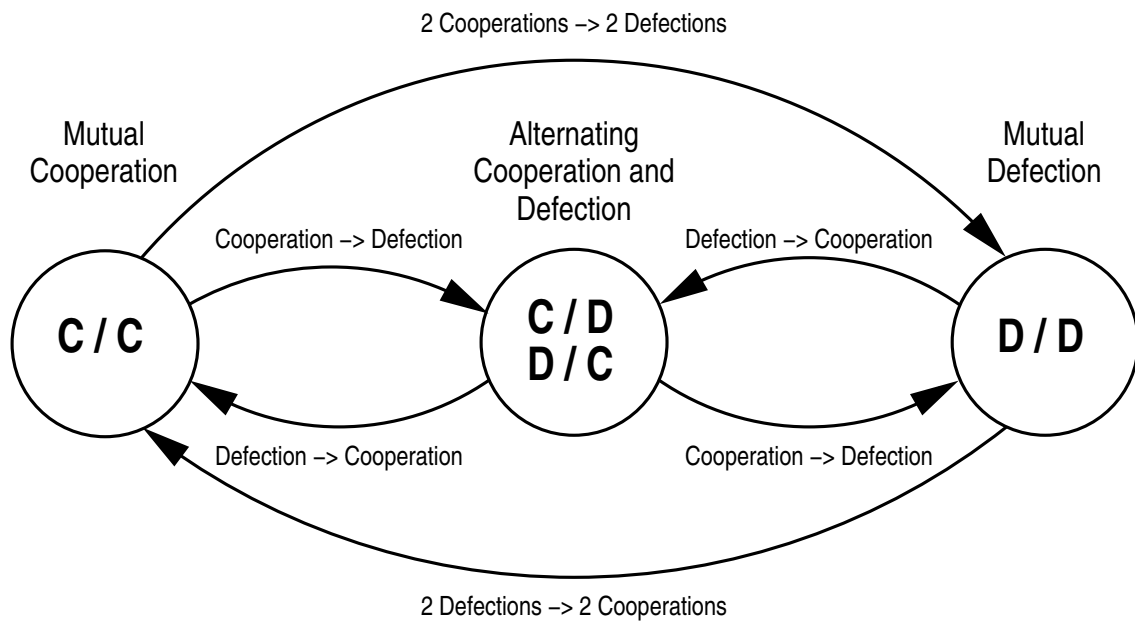 2 Cooperations –> 2 Defections
Mutual
Cooperation
Alternating
Cooperation and
Defection
Mutual
Defection
Cooperation –> Defection
Defection –> Cooperation
C / C
C / D
D / C
D / D
Defection –> Cooperation
Cooperation –> Defection
2 Defections –> 2 Cooperations